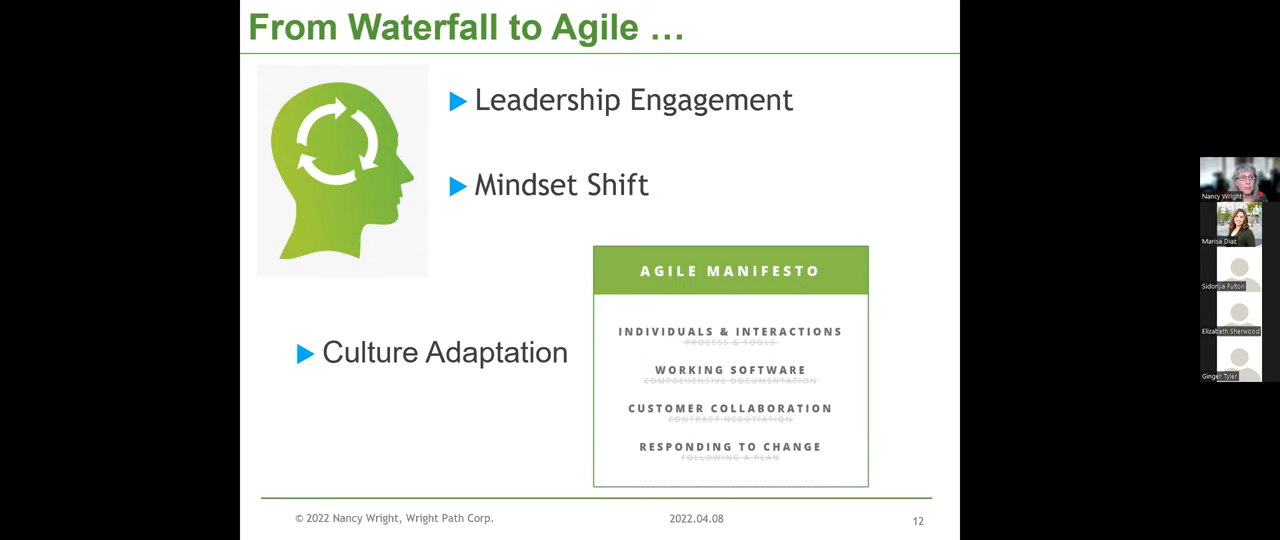 From Waterfall to Agile ...
Leadership Engagement
Mindset Shift
Culture Adaptation
AGILE MANIFESTO
INDIVIDUALS & INTERACTIONS
PROCESS & TOOLS
WORKING SOFTWARE
COMPREHENSIVE DOCUMENTATION
CUSTOMER COLLABORATION
CONTRACT NEGOTIATION
RESPONDING TO CHANGE
FOLLOWING A PLAN
© 2022 Nancy Wright, Wright Path Corp.
2022.04.08
12
Nancy Wright
Marisa Diaz
Sidonya Fulton
Elizabeth Sherwood
Ginger Tyler